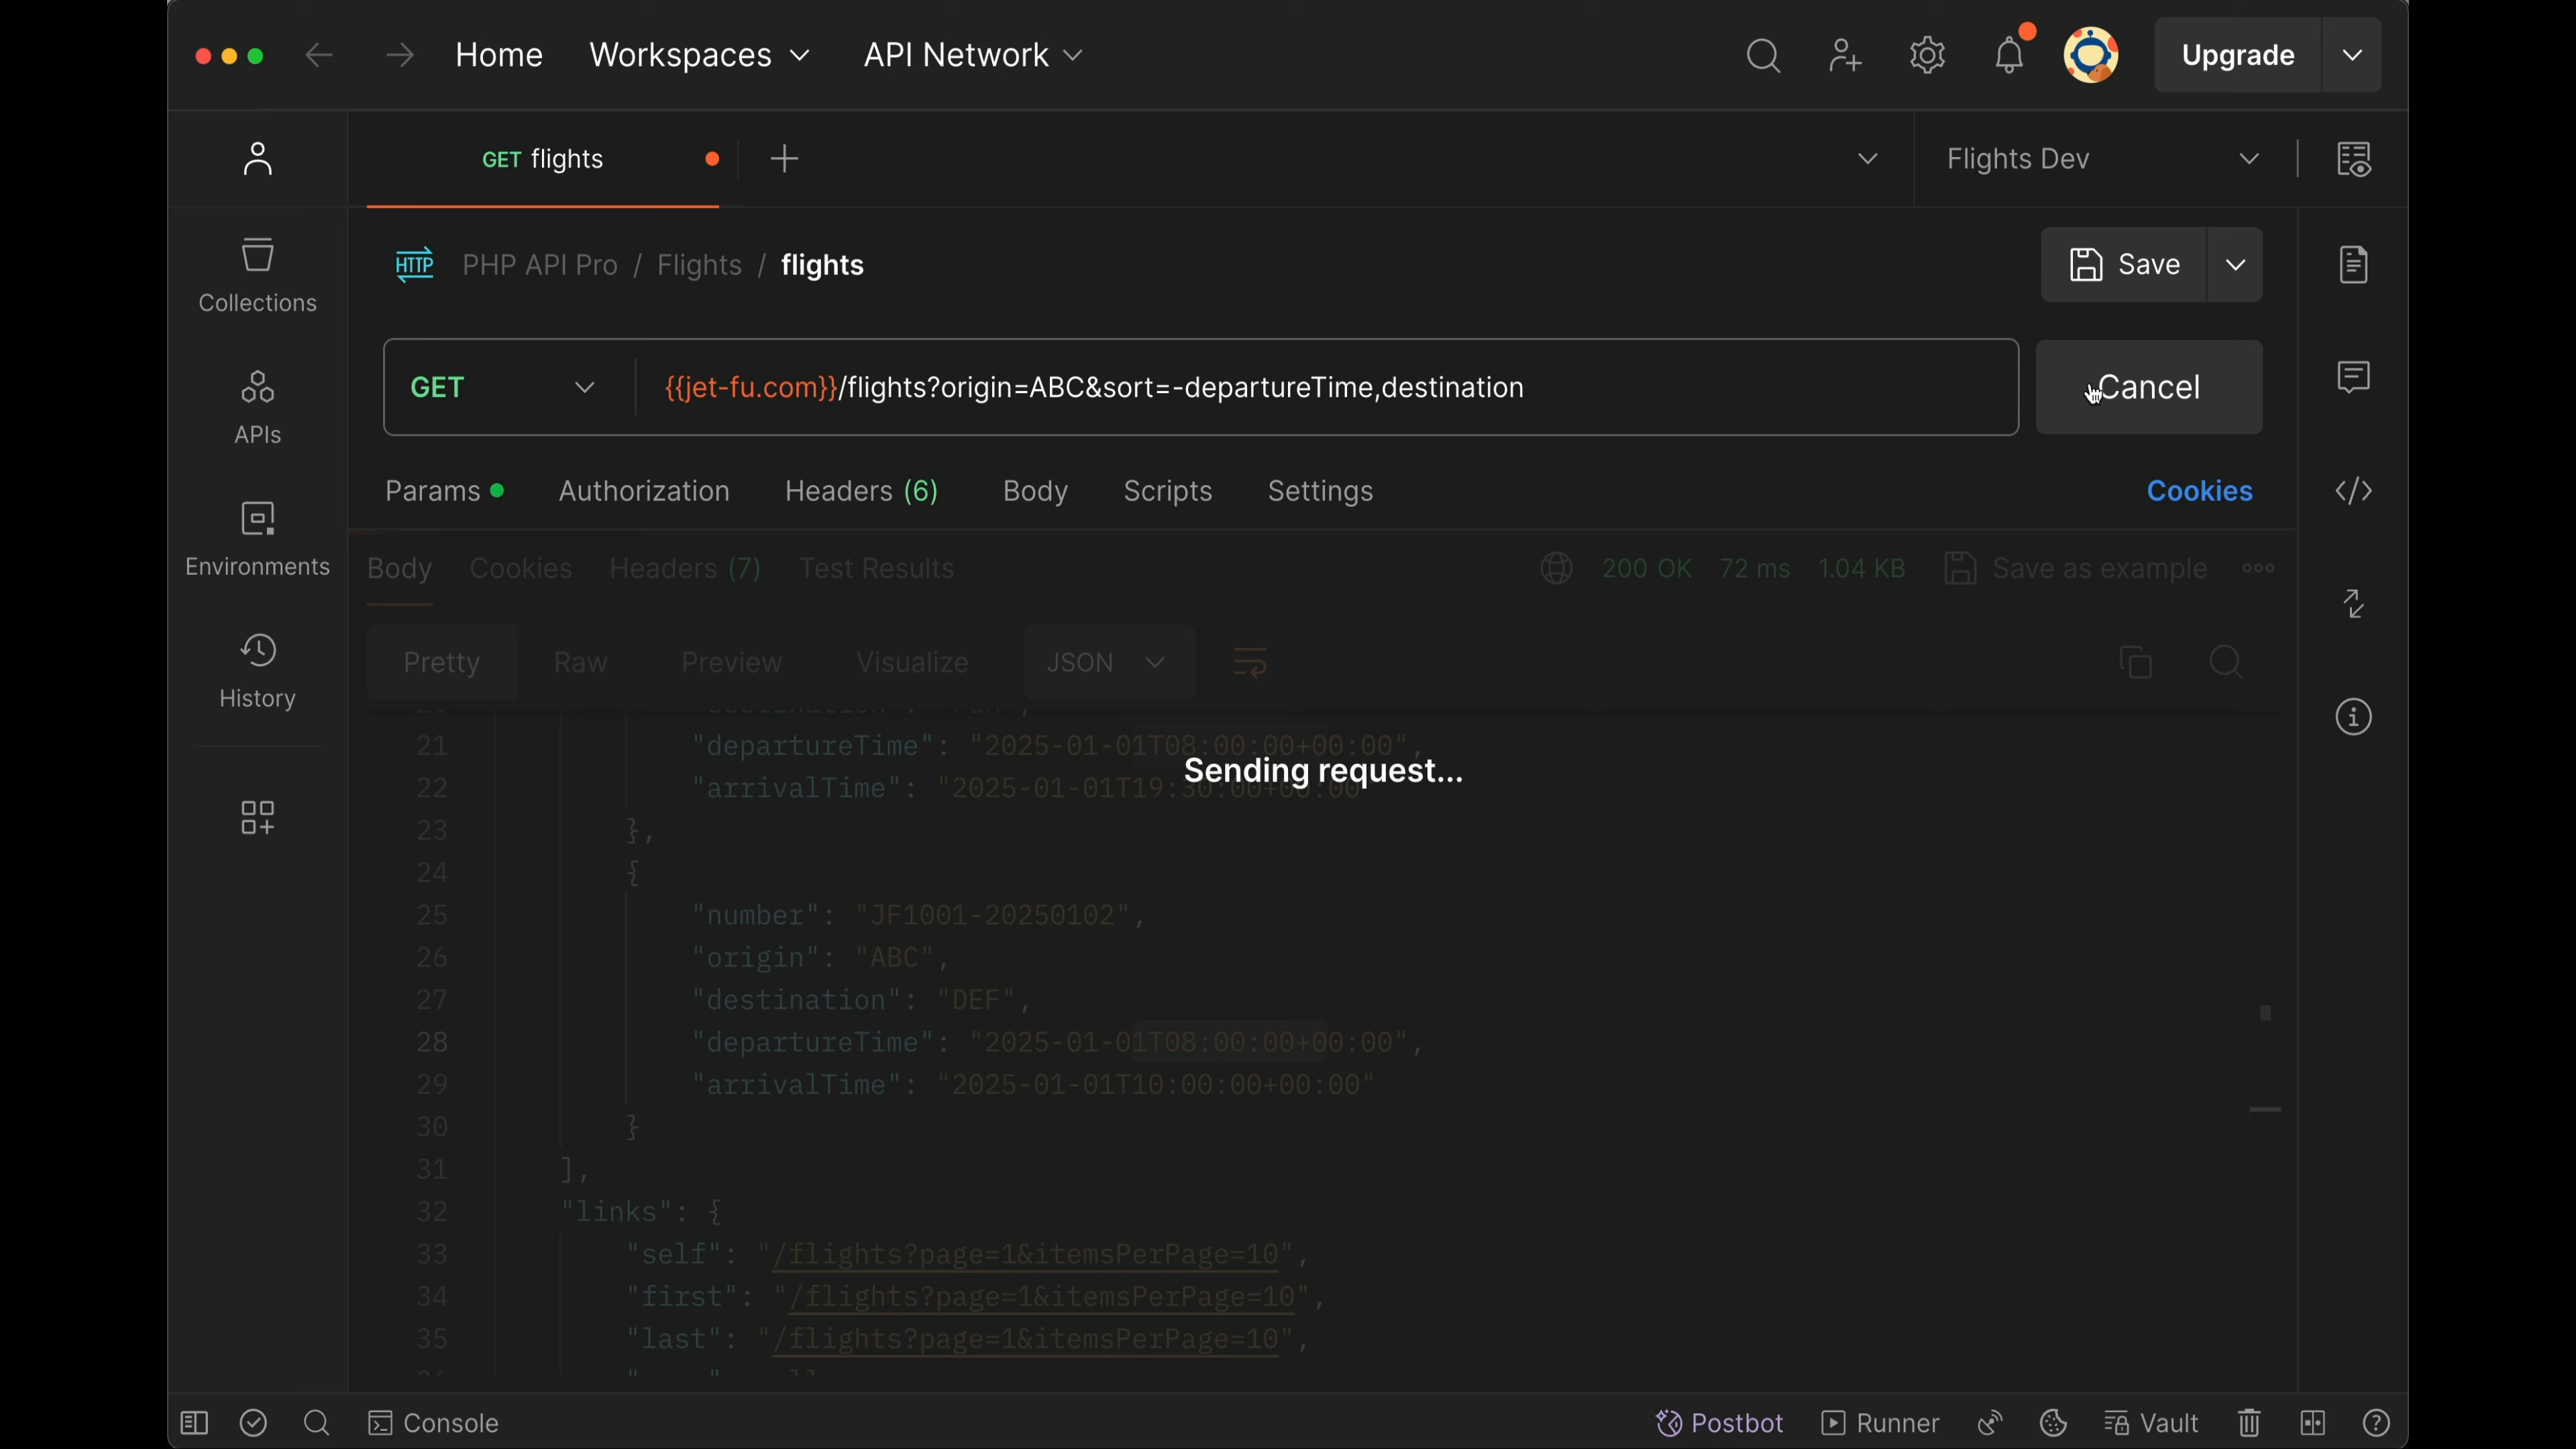 Home Workspaces API Network Upgrade
GET flights Flights Dev
HTTP PHP API Pro / Flights / flights Save
GET {{jet-fu.com}}/flights?origin=ABC&sort=-departureTime,destination Cancel
Params Authorization Headers (6) Body Scripts Settings Cookies
Collections
APIs
Environments
History
Body Cookies Headers (7) Test Results 200 OK 72 ms 1.04 KB Save as example
Pretty Raw Preview Visualize JSON
21 "departureTime": "2025-01-01T08:00:00+00:00",
Sending request...
22 "arrivalTime": "2025-01-01T19:30:00+00:00"
23 },
24 {
25 "number": "JF1001-20250102",
26 "origin": "ABC",
27 "destination": "DEF",
28 "departureTime": "2025-01-01T08:00:00+00:00",
29 "arrivalTime": "2025-01-01T10:00:00+00:00"
30 }
31 ],
32 "links": {
33 "self": "/flights?page=1&itemsPerPage=10",
34 "first": "/flights?page=1&itemsPerPage=10",
35 "last": "/flights?page=1&itemsPerPage=10",
Console Postbot Runner Vault